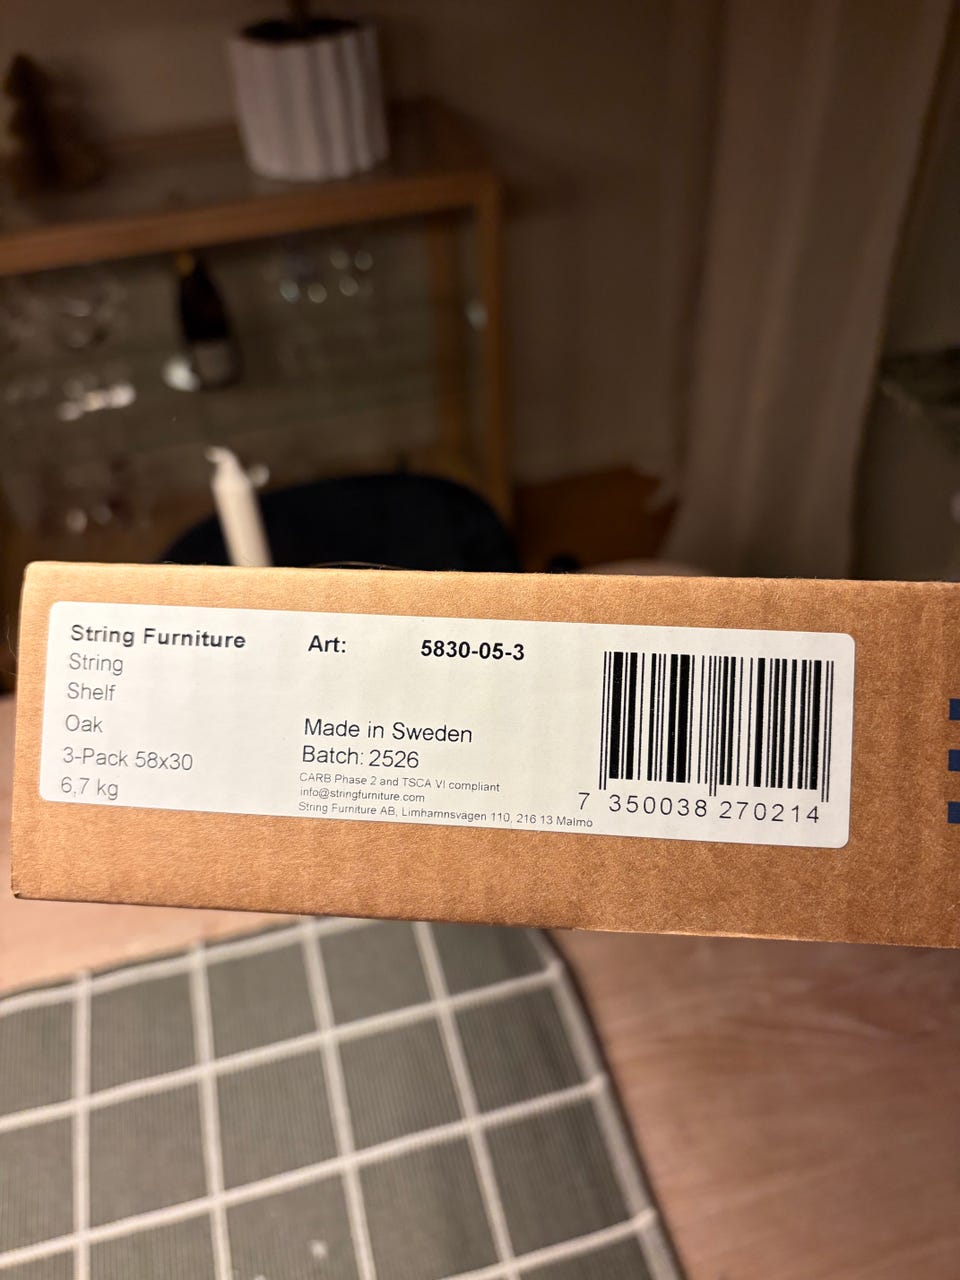 String Furniture
String
Shelf
Oak
3-Pack 58x30
6,7 kg
Art: 5830-05-3
Made in Sweden
Batch: 2526
CARB Phase 2 and TSCA VI compliant
info@stringfurniture.com
String Furniture AB, Limhamnsvagen 110, 216 13 Malmo
7 350038 270214